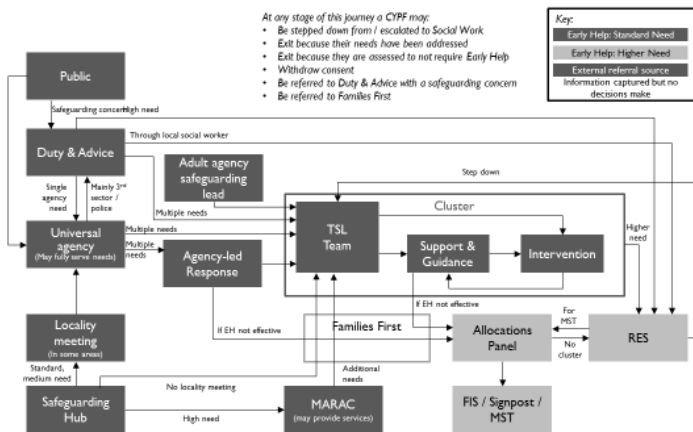 At any stage of this journey a CYPF may:
• Be stepped down from / escalated to Social Work
• Exit because their needs have been addressed
• Exit because they are assessed to not require Early Help
• Withdraw consent
• Be referred to Duty & Advice with a safeguarding concern
• Be referred to Families First
Key:
Early Help: Standard Need
Early Help: Higher Need
External referral source
Information captured but no
decisions make
Public
Safeguarding concern
High need
Through local social worker
Duty & Advice
Adult agency
safeguarding
lead
Step down
Single
agency
need
Mainly 3rd
sector /
police
Multiple needs
Cluster
Universal
agency
(May fully serve needs)
Multiple needs
Multiple
needs
Agency-led
Response
TSL
Team
Support &
Guidance
Intervention
Higher
need
If EH not effective
If EH not effective
Families First
For
MST
Locality
meeting
(In some areas)
Allocations
Panel
RES
No
cluster
Standard,
medium need
No locality meeting
Additional
needs
Safeguarding
Hub
High need
MARAC
(may provide services)
FIS / Signpost /
MST